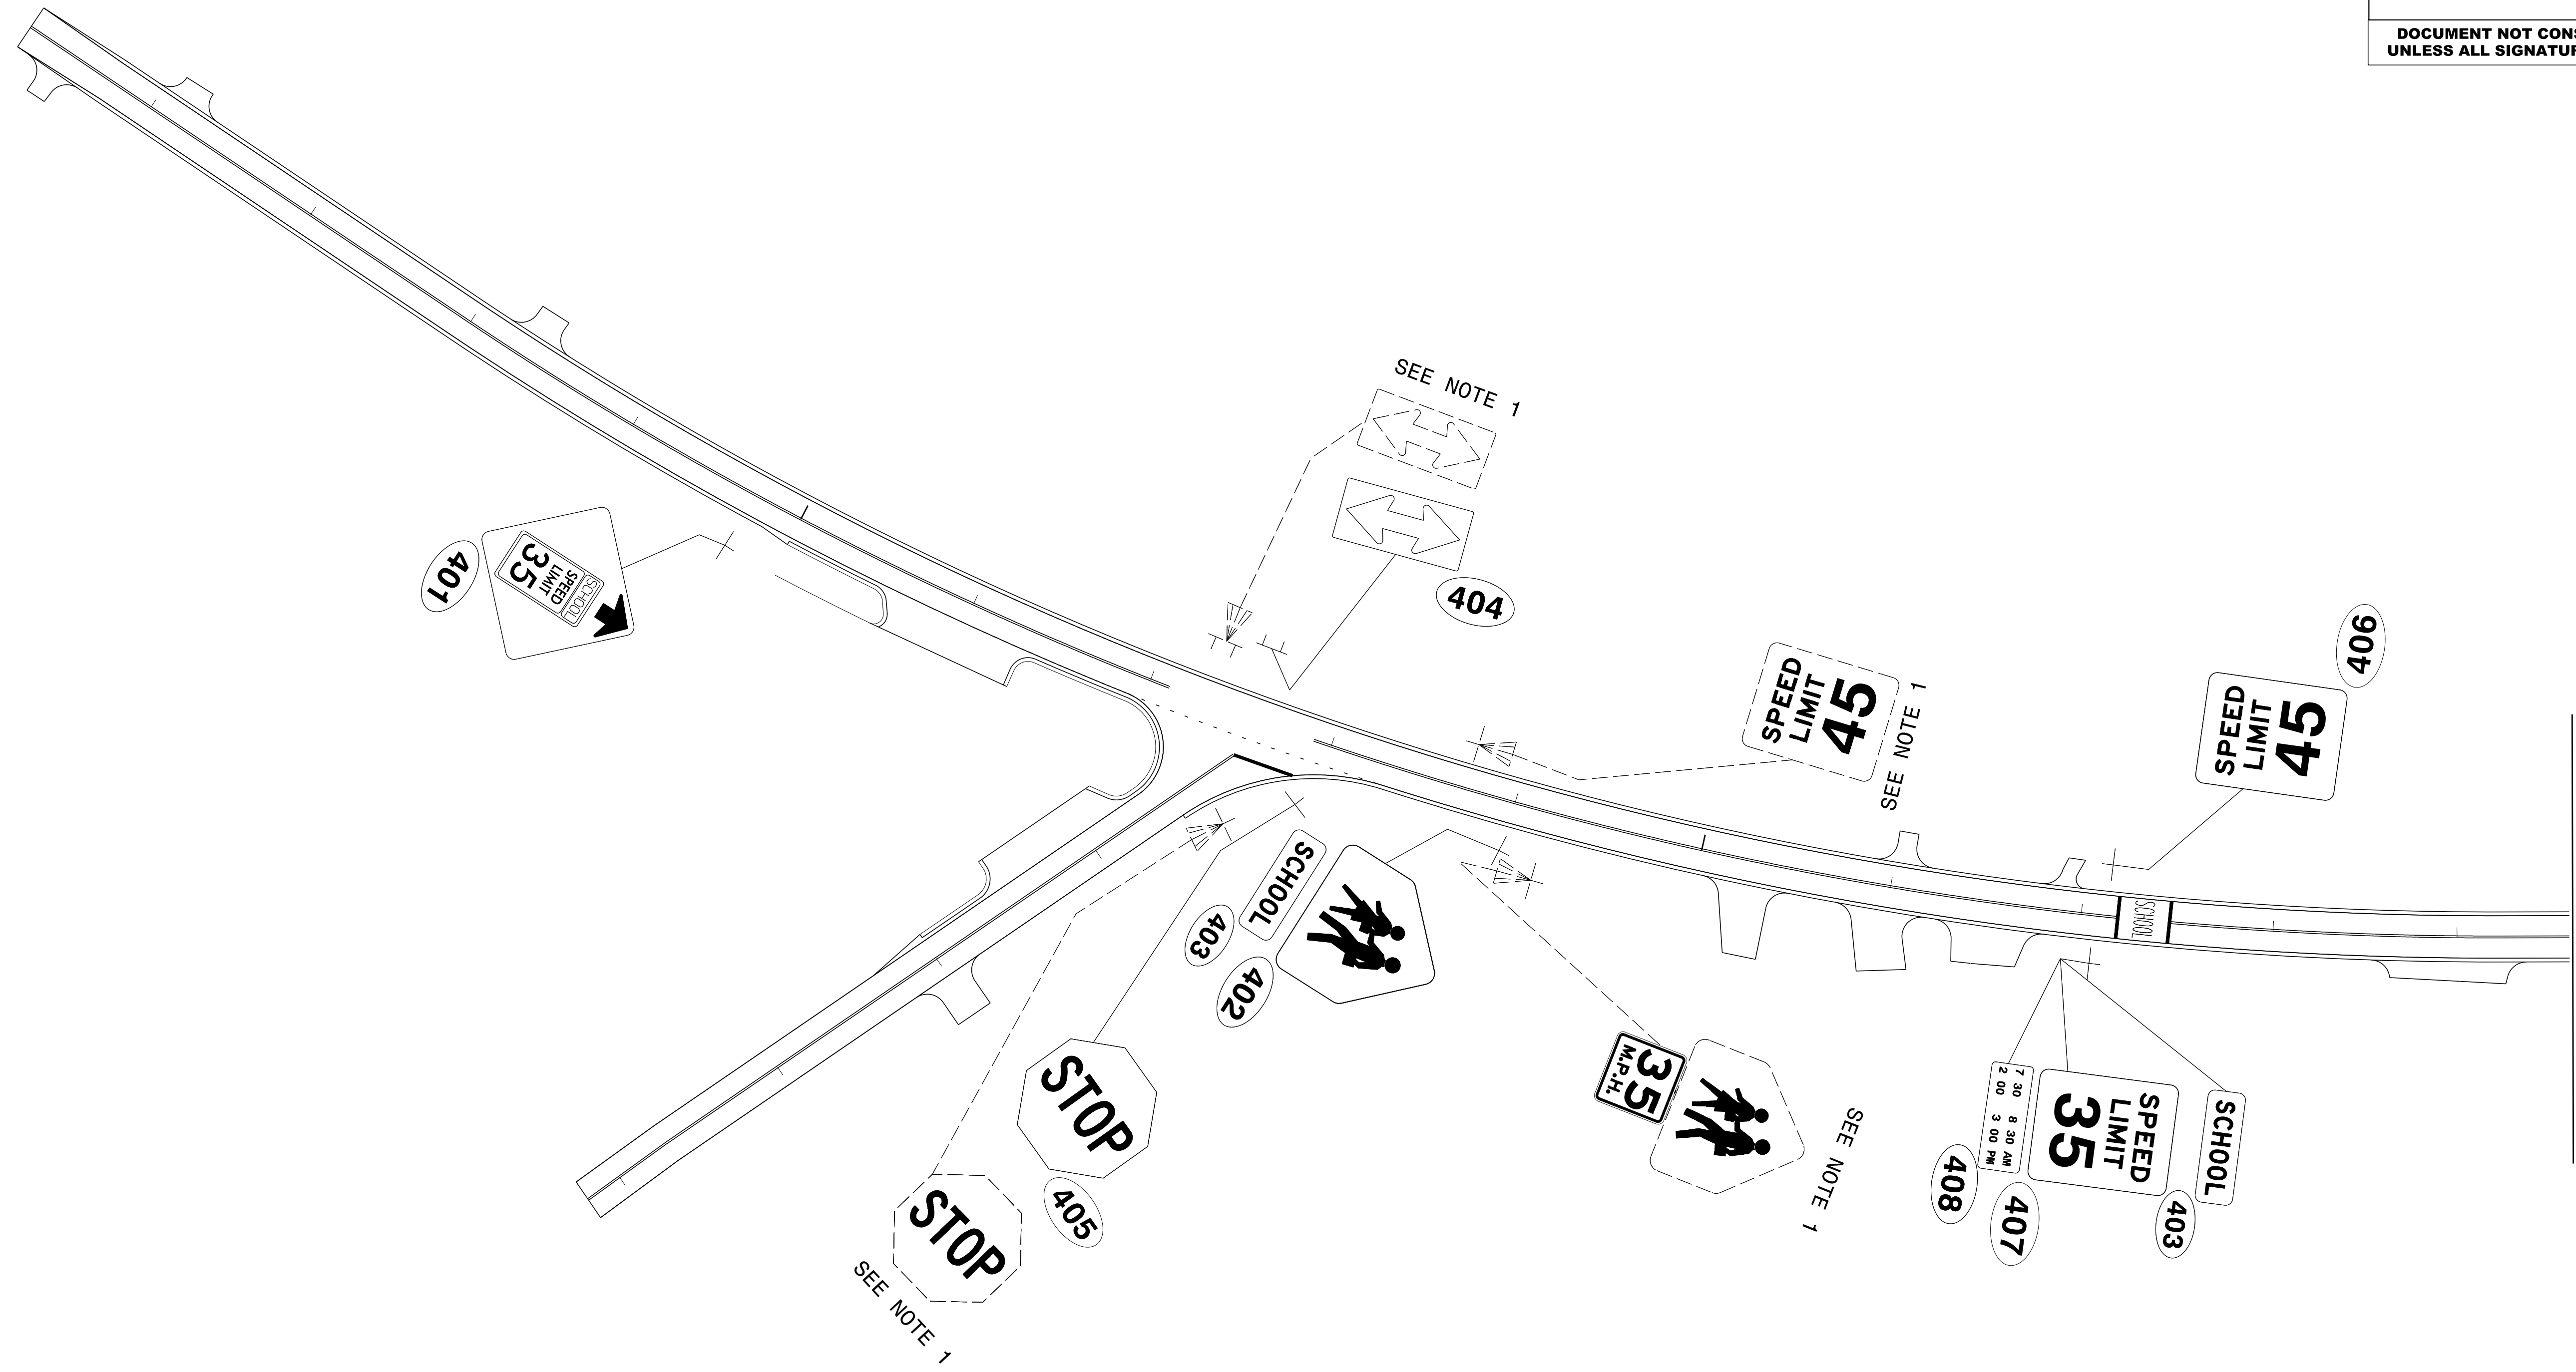 DOCUMENT NOT CONS
UNLESS ALL SIGNATUR
SEE NOTE 1
404
401
SCHOOL
SPEED
LIMIT
35
SPEED
LIMIT
45
SEE NOTE 1
406
SPEED
LIMIT
45
SCHOOL
403
402
SCHOOL
STOP
405
STOP
SEE NOTE 1
35
M.P.H.
SEE NOTE 1
SCHOOL
403
SPEED
LIMIT
35
407
7 30 8 30 AM
2 00 3 00 PM
408